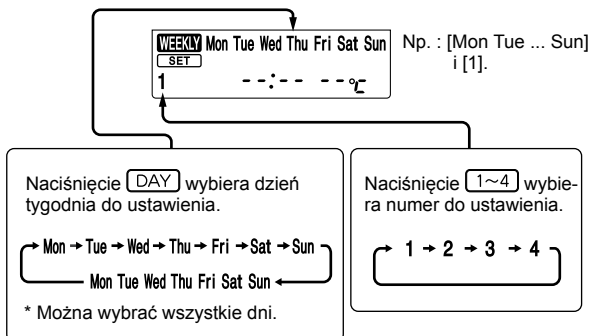 WEEKLY Mon Tue Wed Thu Fri Sat Sun
SET
1 --:-- --°C
Np. : [Mon Tue ... Sun]
i [1].
Naciśnięcie DAY wybiera dzień
tygodnia do ustawienia.
Mon → Tue → Wed → Thu → Fri → Sat → Sun
Mon Tue Wed Thu Fri Sat Sun ←
* Można wybrać wszystkie dni.
Naciśnięcie 1~4 wybie-
ra numer do ustawienia.
→ 1 → 2 → 3 → 4